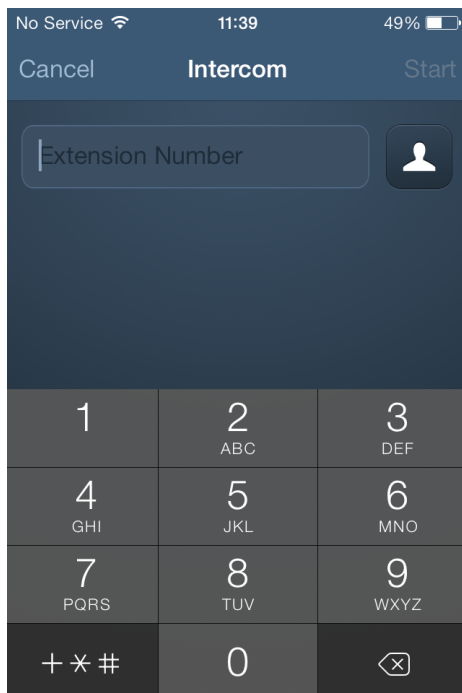 No Service 11:39 49%
Cancel Intercom Start
Extension Number
1 2 3
ABC DEF
4 5 6
GHI JKL MNO
7 8 9
PQRS TUV WXYZ
+*# 0